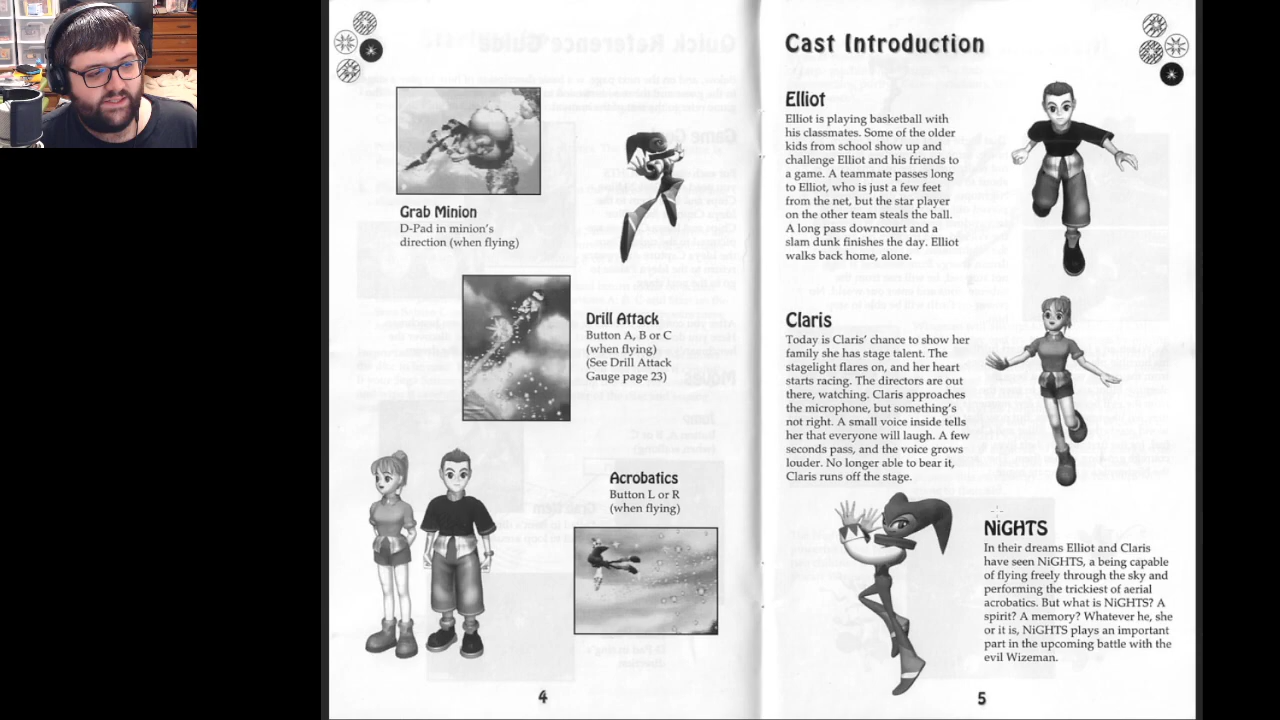 Grab Minion
D-Pad in minion's
direction (when flying)
Drill Attack
Button A, B or C
(when flying)
(See Drill Attack
Gauge page 23)
Acrobatics
Button L or R
(when flying)
4
Cast Introduction
Elliot
Elliot is playing basketball with
his classmates. Some of the older
kids from school show up and
challenge Elliot and his friends to
a game. A teammate passes long
to Elliot, who is just a few feet
from the net, but the star player
on the other team steals the ball.
A long pass downcourt and a
slam dunk finishes the day. Elliot
walks back home, alone.
Claris
Today is Claris' chance to show her
family she has stage talent. The
stagelight flares on, and her heart
starts racing. The directors are out
there, watching. Claris approaches
the microphone, but something's
not right. A small voice inside tells
her that everyone will laugh. A few
seconds pass, and the voice grows
louder. No longer able to bear it,
Claris runs off the stage.
NiGHTS
In their dreams Elliot and Claris
have seen NiGHTS, a being capable
of flying freely through the sky and
performing the trickiest of aerial
acrobatics. But what is NiGHTS? A
spirit? A memory? Whatever he, she
or it is, NiGHTS plays an important
part in the upcoming battle with the
evil Wizeman.
5